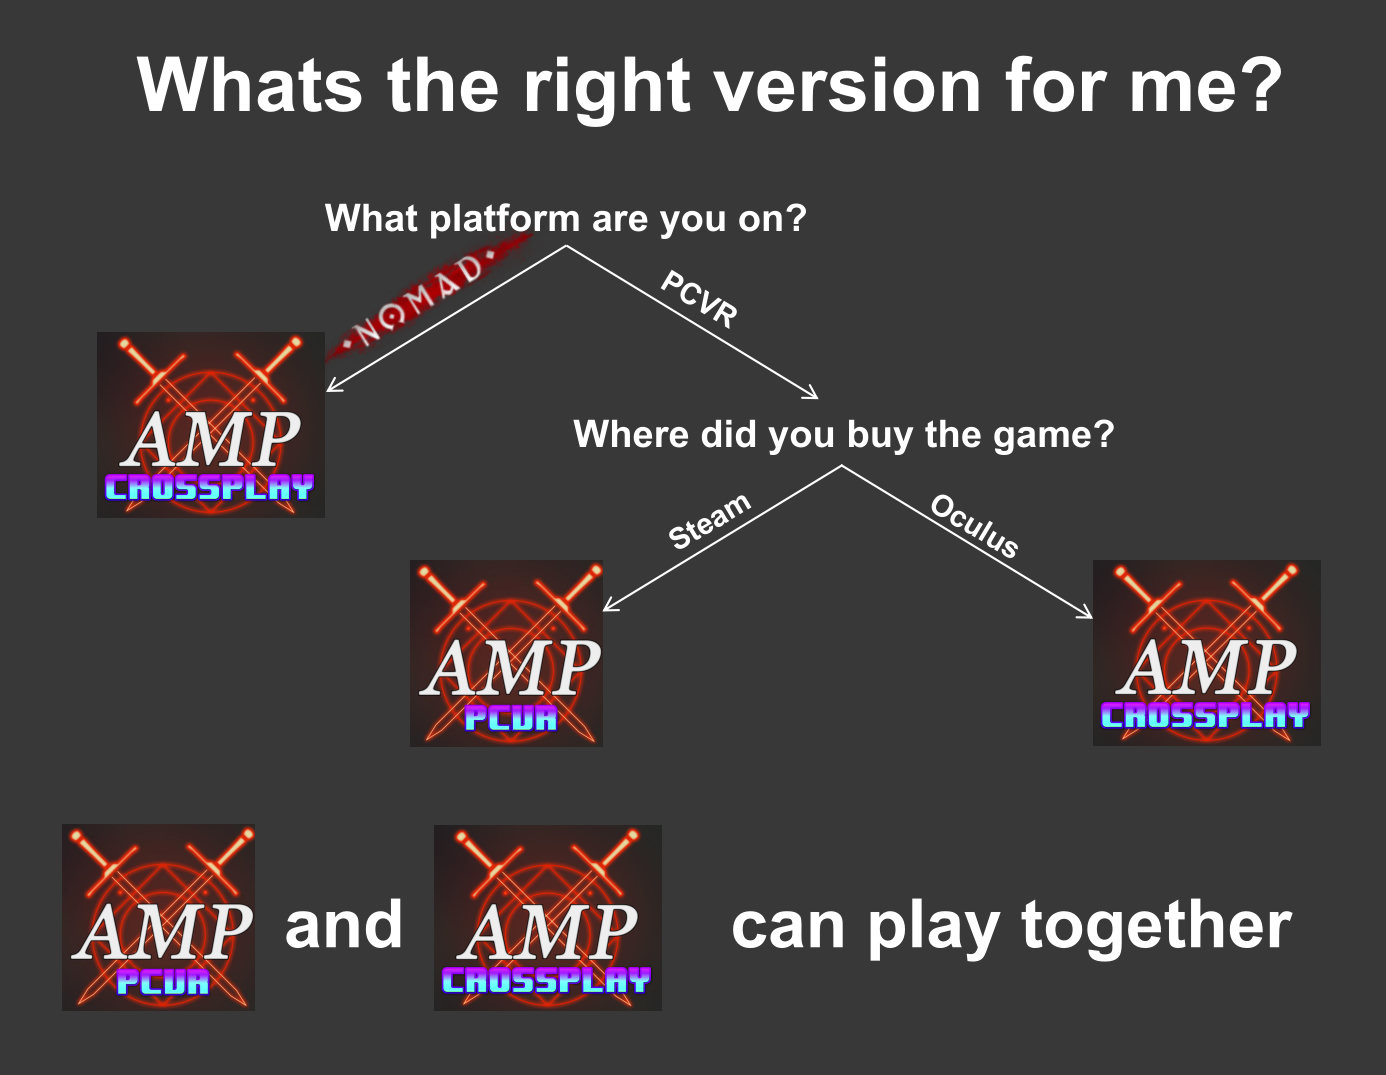 Whats the right version for me?
What platform are you on?
NOMAD
PCVR
AMP
CROSSPLAY
Where did you buy the game?
Steam
Oculus
AMP
PCVR
AMP
CROSSPLAY
AMP
PCVR
and
AMP
CROSSPLAY
can play together